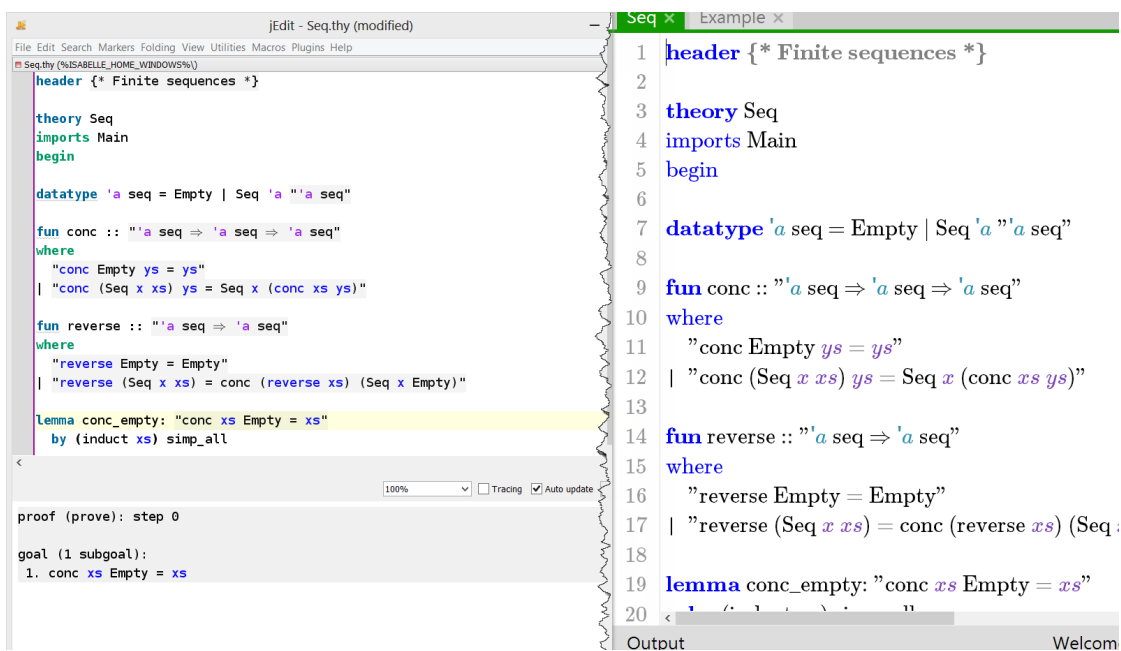 jEdit - Seq.thy (modified)
File Edit Search Markers Folding View Utilities Macros Plugins Help
Seq.thy (%ISABELLE_HOME_WINDOWS%\)
header {* Finite sequences *}
theory Seq
imports Main
begin
datatype 'a seq = Empty | Seq 'a "'a seq"
fun conc :: "'a seq ⇒ 'a seq ⇒ 'a seq"
where
"conc Empty ys = ys"
| "conc (Seq x xs) ys = Seq x (conc xs ys)"
fun reverse :: "'a seq ⇒ 'a seq"
where
"reverse Empty = Empty"
| "reverse (Seq x xs) = conc (reverse xs) (Seq x Empty)"
lemma conc_empty: "conc xs Empty = xs"
by (induct xs) simp_all
100% Tracing Auto update
proof (prove): step 0
goal (1 subgoal):
1. conc xs Empty = xs
Seq × Example ×
1 header {* Finite sequences *}
2
3 theory Seq
4 imports Main
5 begin
6
7 datatype 'a seq = Empty | Seq 'a "'a seq"
8
9 fun conc :: "'a seq ⇒ 'a seq ⇒ 'a seq"
10 where
11 "conc Empty ys = ys"
12 | "conc (Seq x xs) ys = Seq x (conc xs ys)"
13
14 fun reverse :: "'a seq ⇒ 'a seq"
15 where
16 "reverse Empty = Empty"
17 | "reverse (Seq x xs) = conc (reverse xs) (Seq
18
19 lemma conc_empty: "conc xs Empty = xs"
20
Output Welcom